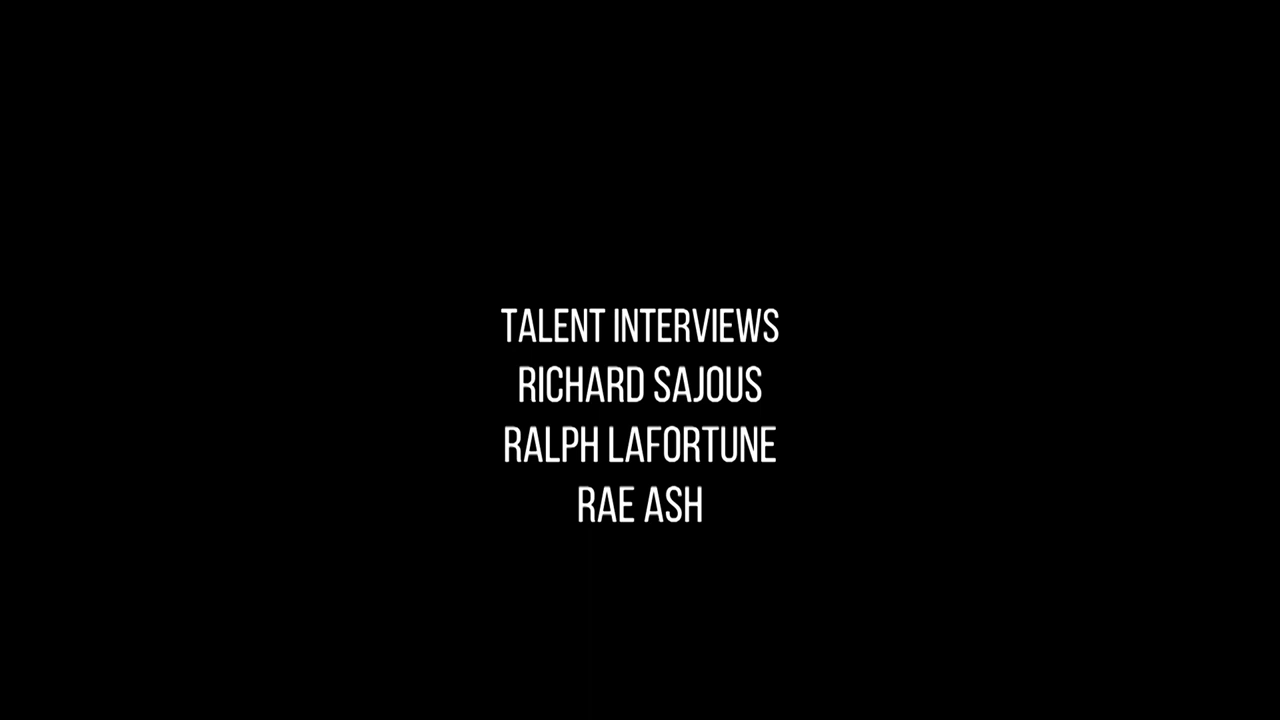 TALENT INTERVIEWS
RICHARD SAJOUS
RALPH LAFORTUNE
RAE ASH